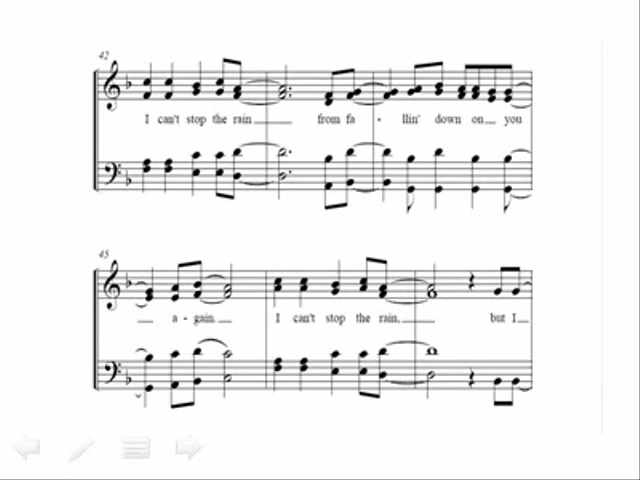 42
I can't stop the rain from fa - llin' down on you
45
a - gain. I can't stop the rain, but I